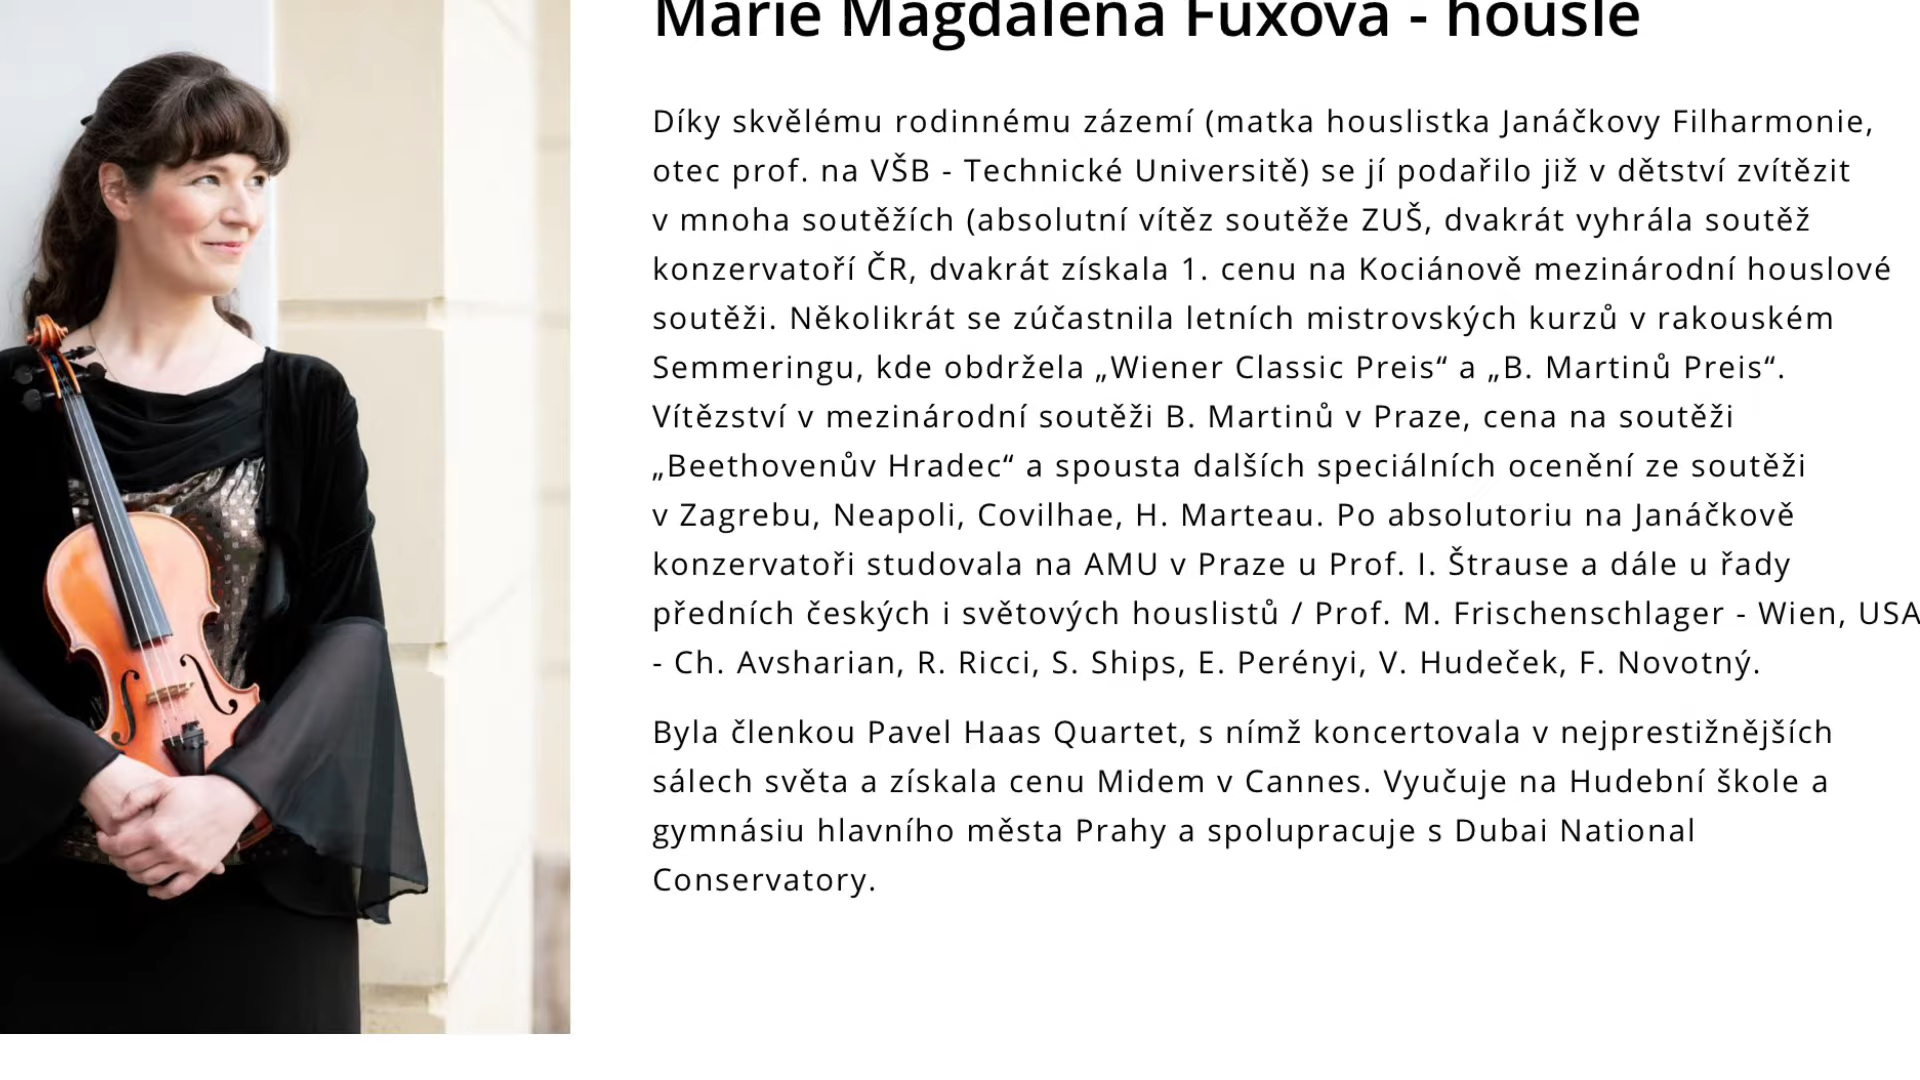 Marie Magdalena Fuxová - housle
Díky skvělému rodinnému zázemí (matka houslistka Janáčkovy Filharmonie,
otec prof. na VŠB - Technické Universitě) se jí podařilo již v dětství zvítězit
v mnoha soutěžích (absolutní vítěz soutěže ZUŠ, dvakrát vyhrála soutěž
konzervatoří ČR, dvakrát získala 1. cenu na Kociánově mezinárodní houslové
soutěži. Několikrát se zúčastnila letních mistrovských kurzů v rakouském
Semmeringu, kde obdržela „Wiener Classic Preis“ a „B. Martinů Preis“.
Vítězství v mezinárodní soutěži B. Martinů v Praze, cena na soutěži
„Beethovenův Hradec“ a spousta dalších speciálních ocenění ze soutěži
v Zagrebu, Neapoli, Covilhae, H. Marteau. Po absolutoriu na Janáčkově
konzervatoři studovala na AMU v Praze u Prof. I. Štrause a dále u řady
předních českých i světových houslistů / Prof. M. Frischenschlager - Wien, USA
- Ch. Avsharian, R. Ricci, S. Ships, E. Perényi, V. Hudeček, F. Novotný.
Byla členkou Pavel Haas Quartet, s nímž koncertovala v nejprestižnějších
sálech světa a získala cenu Midem v Cannes. Vyučuje na Hudební škole a
gymnásiu hlavního města Prahy a spolupracuje s Dubai National
Conservatory.